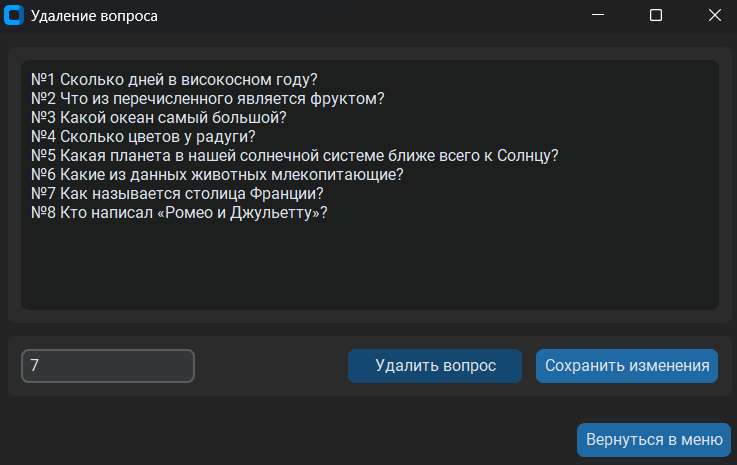 Удаление вопроса
№1 Сколько дней в високосном году?
№2 Что из перечисленного является фруктом?
№3 Какой океан самый большой?
№4 Сколько цветов у радуги?
№5 Какая планета в нашей солнечной системе ближе всего к Солнцу?
№6 Какие из данных животных млекопитающие?
№7 Как называется столица Франции?
№8 Кто написал «Ромео и Джульетту»?
7
Удалить вопрос
Сохранить изменения
Вернуться в меню